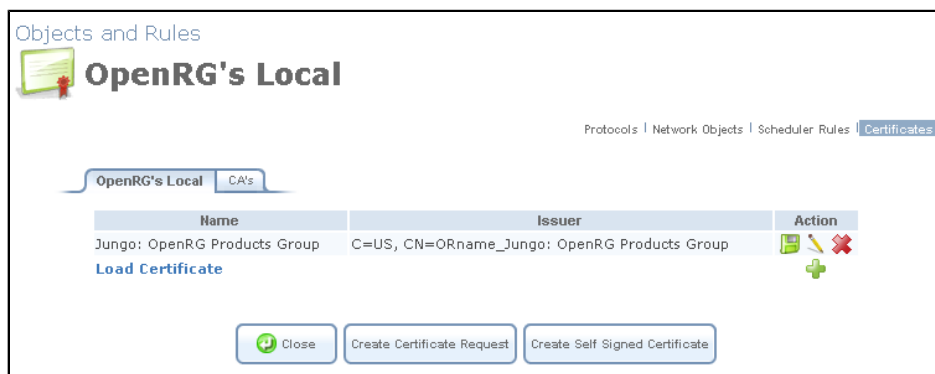 Objects and Rules
OpenRG's Local
Protocols | Network Objects | Scheduler Rules | Certificates
OpenRG's Local CA's
Name Issuer Action
Jungo: OpenRG Products Group C=US, CN=ORname_Jungo: OpenRG Products Group
Load Certificate
Close Create Certificate Request Create Self Signed Certificate